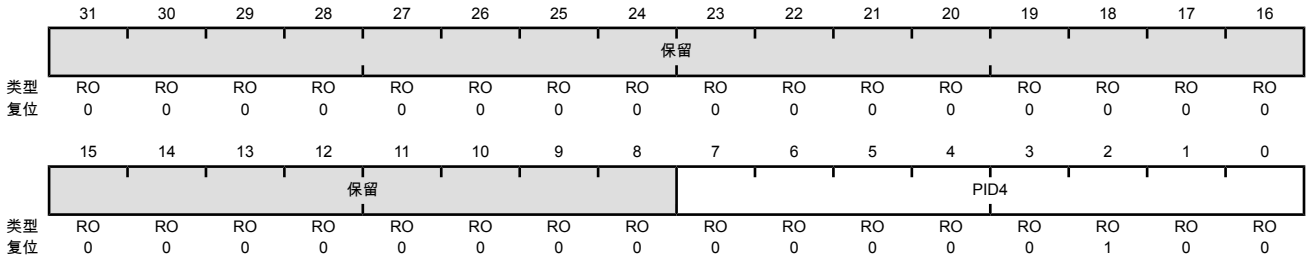 31 30 29 28 27 26 25 24 23 22 21 20 19 18 17 16
保留
类型 RO RO RO RO RO RO RO RO RO RO RO RO RO RO RO RO
复位 0 0 0 0 0 0 0 0 0 0 0 0 0 0 0 0
15 14 13 12 11 10 9 8 7 6 5 4 3 2 1 0
保留 PID4
类型 RO RO RO RO RO RO RO RO RO RO RO RO RO RO RO RO
复位 0 0 0 0 0 0 0 0 0 0 0 0 0 1 0 0